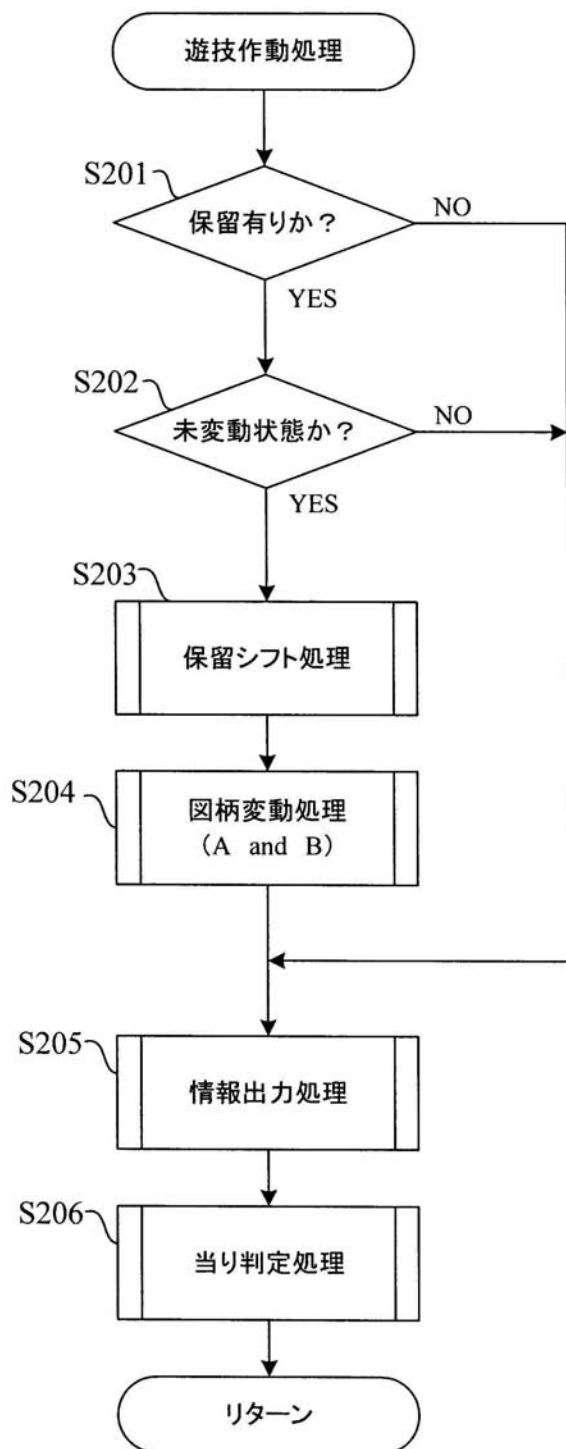 遊技作動処理
S201
保留有りか?
NO
YES
S202
未変動状態か?
NO
YES
S203
保留シフト処理
S204
図柄変動処理
(A and B)
S205
情報出力処理
S206
当り判定処理
リターン